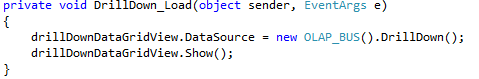 private void DrillDown_Load(object sender, EventArgs e)
{
    drillDownDataGridView.DataSource = new OLAP_BUS().DrillDown();
    drillDownDataGridView.Show();
}